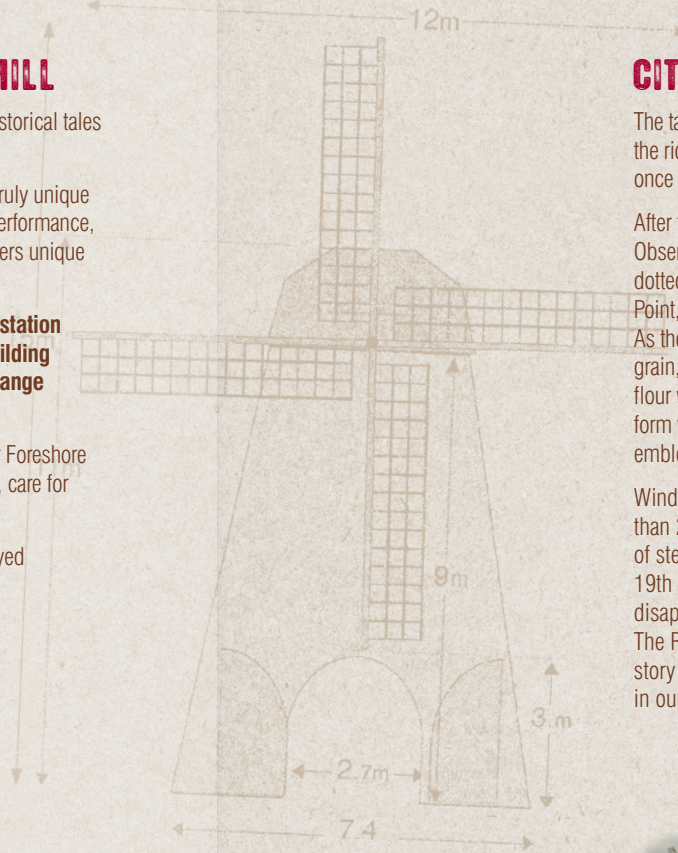 12m
MILL
storical tales
ruly unique
erformance,
ers unique
station
ilding
ange
Foreshore
, care for
yed
CIT
The ta
the ric
once
After
Obser
dotted
Point,
As the
grain,
flour
form
emble
Wind
than 2
of ste
19th
disap
The F
story
in ou
9m
3.m
2.7m
7.4